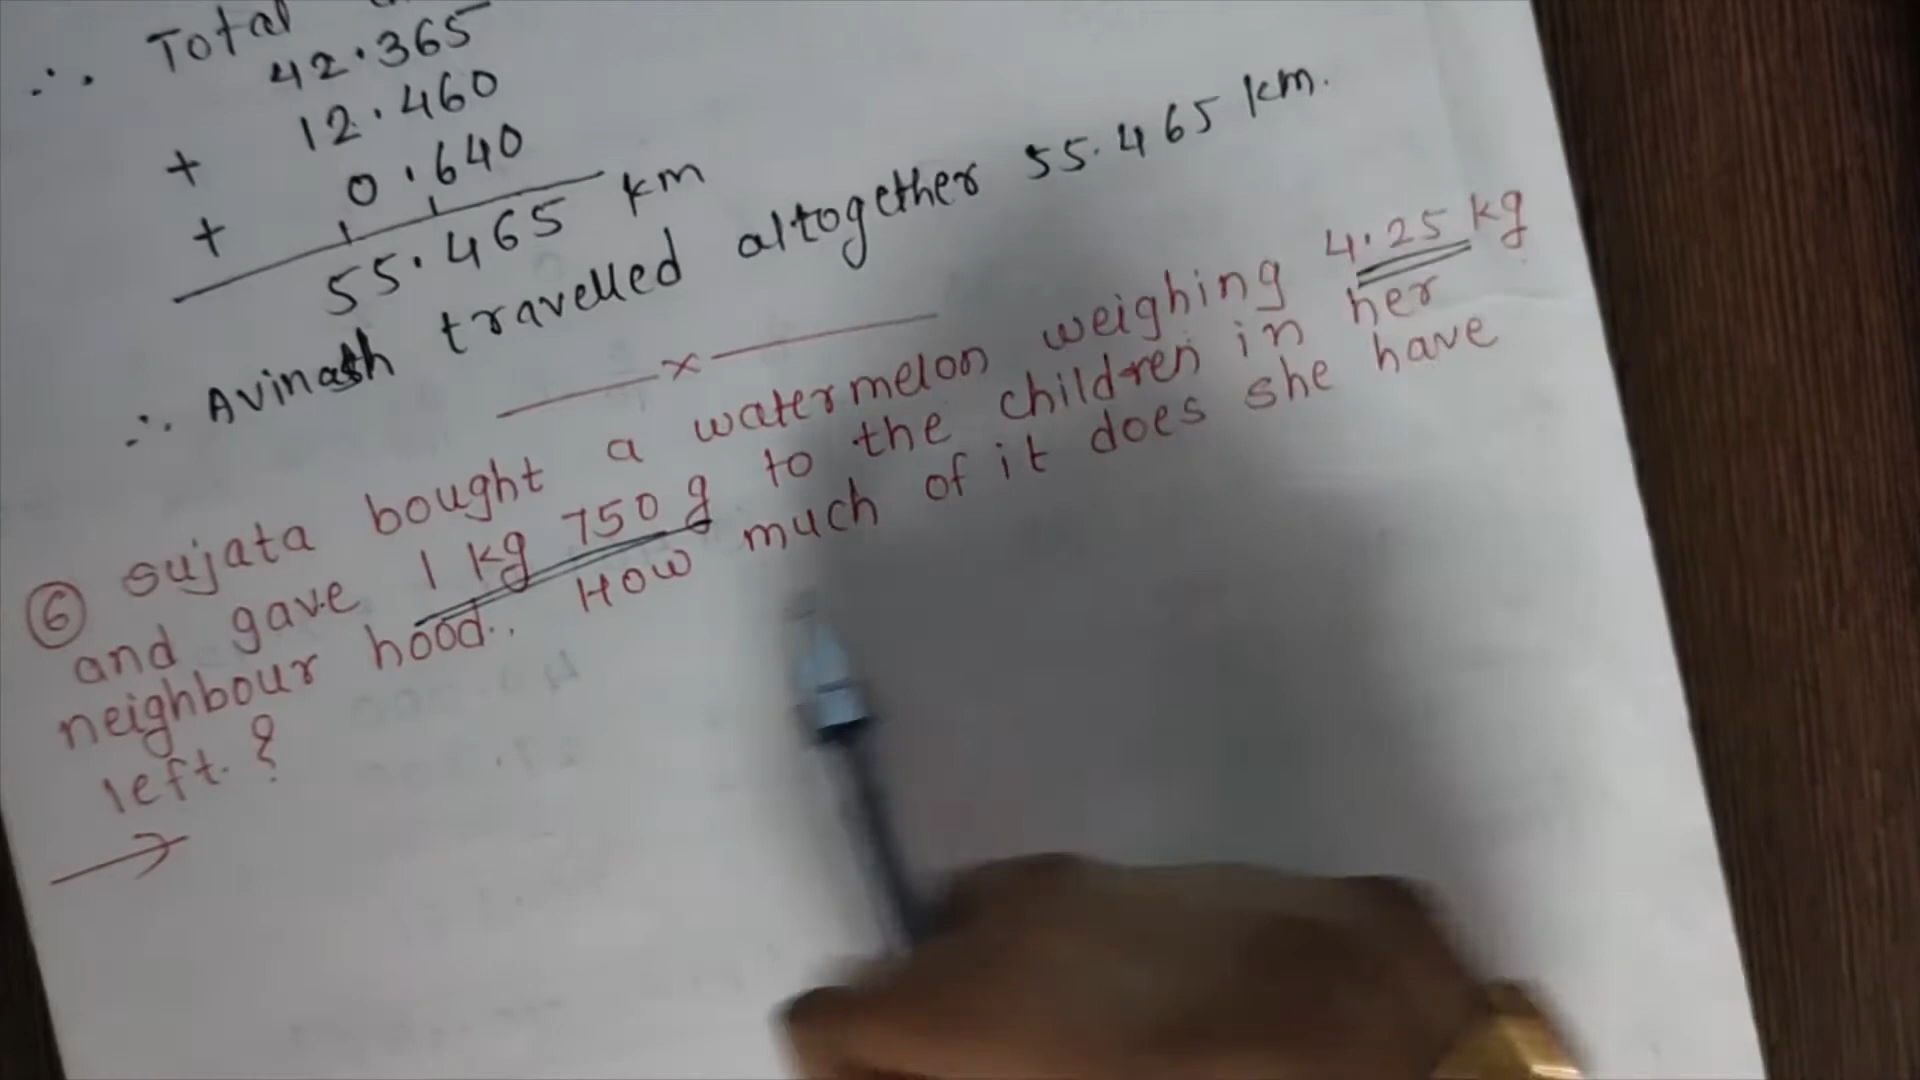 ∴ Total
42.365
+ 12.460
+ 0.640
1 1
55.465 km
∴ Avinash travelled altogether 55.465 km.
x
⑥ sujata bought a watermelon weighing 4.25 kg
and gave 1 kg 750 g to the children in her
neighbour hood. How much of it does she have
left. ?
→